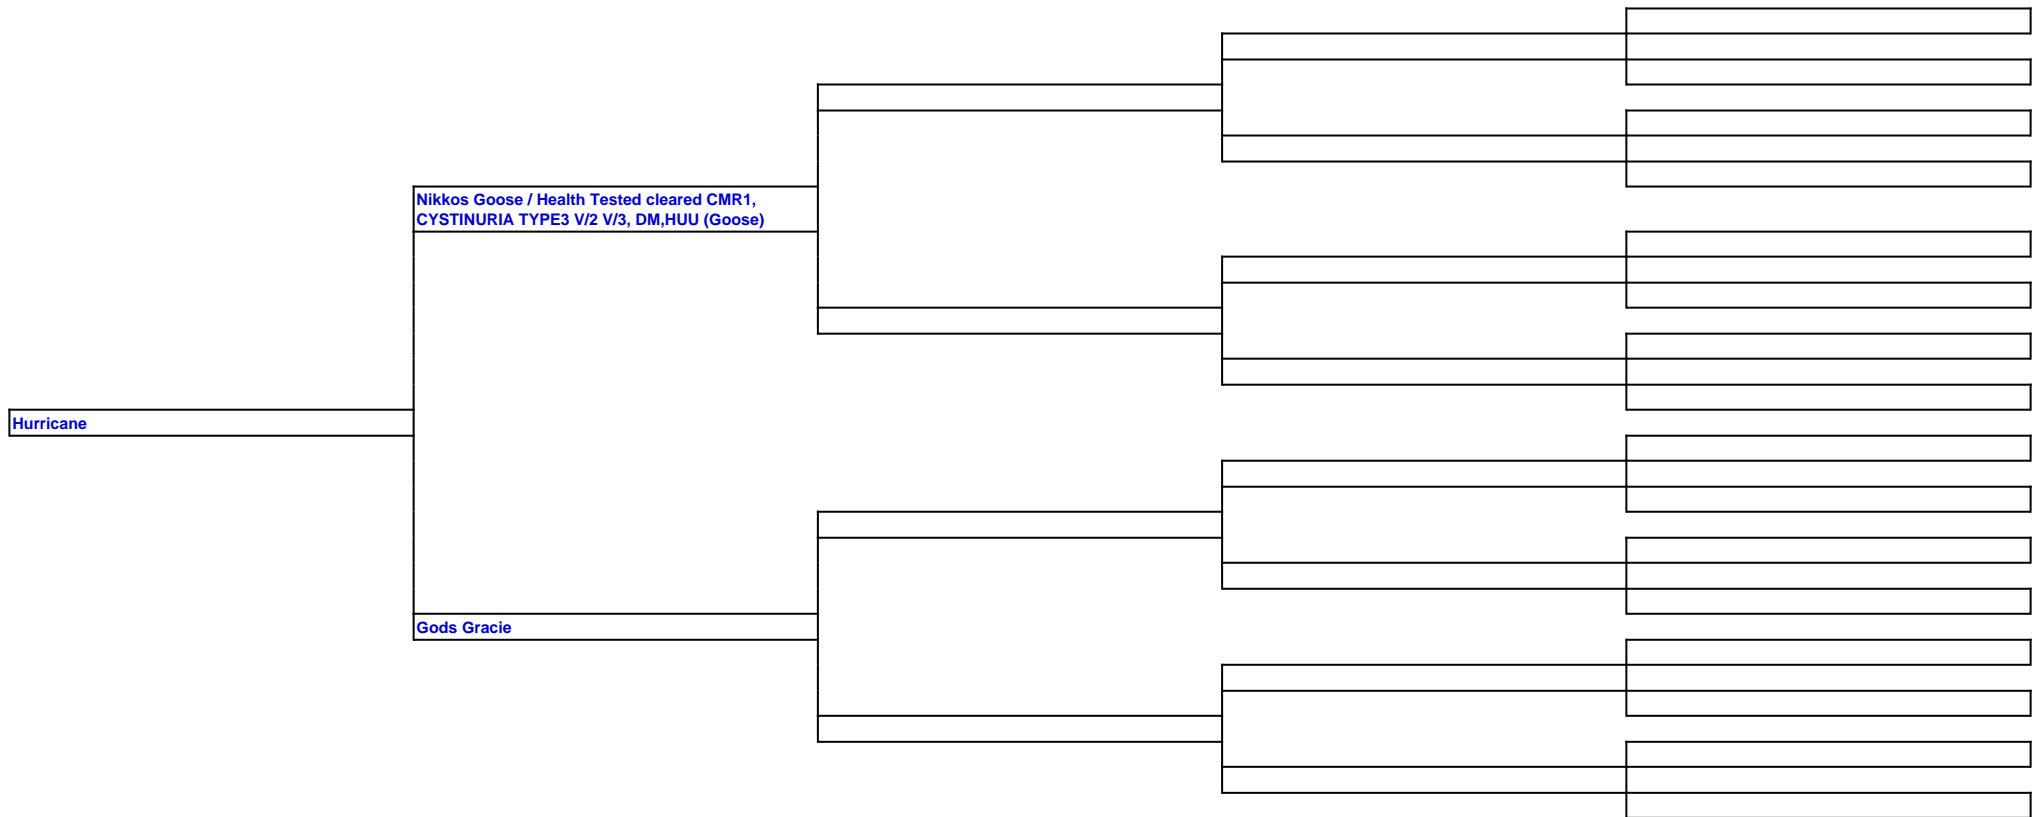 Nikkos Goose / Health Tested cleared CMR1,
CYSTINURIA TYPE3 V/2 V/3, DM,HUU (Goose)
Hurricane
Gods Gracie